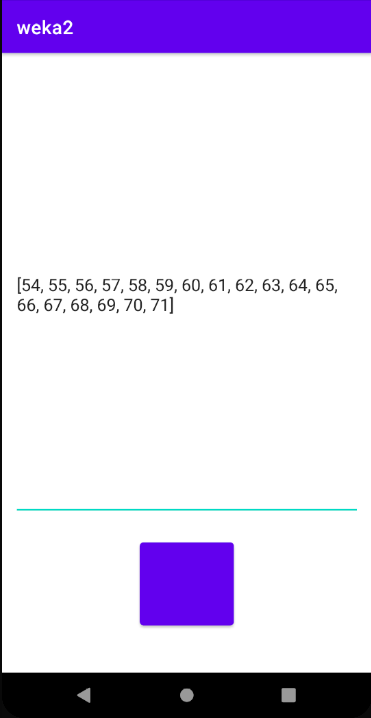 weka2
[54, 55, 56, 57, 58, 59, 60, 61, 62, 63, 64, 65,
66, 67, 68, 69, 70, 71]